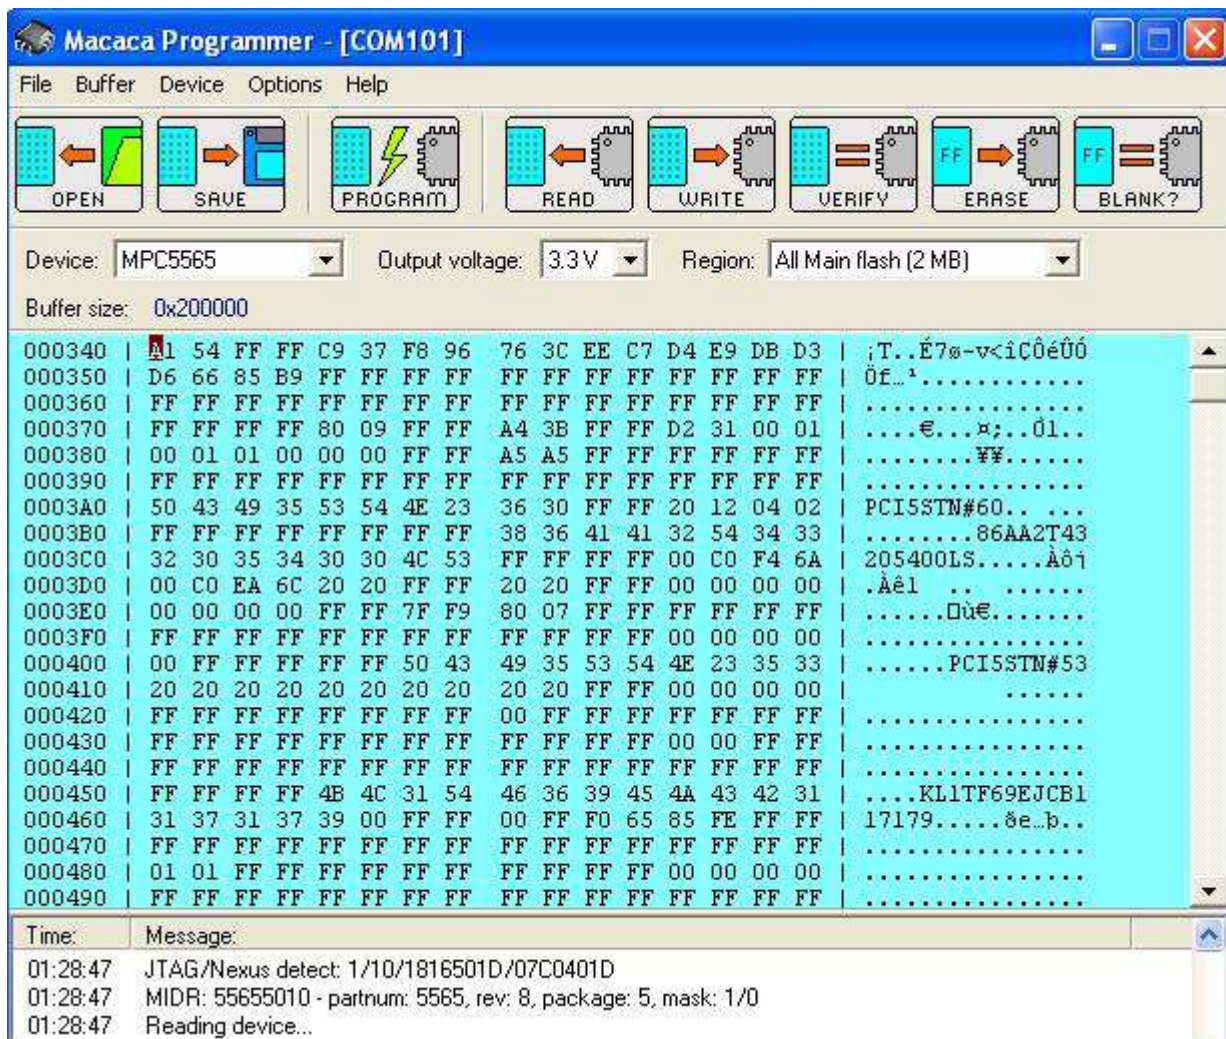 Macaca Programmer - [COM101]
File Buffer Device Options Help
OPEN SAVE PROGRAM READ WRITE VERIFY FF ERASE FF BLANK?
Device: MPC5565 Output voltage: 3.3 V Region: All Main flash (2 MB)
Buffer size: 0x200000
000340 | A1 54 FF FF C9 37 F8 96 76 3C EE C7 D4 E9 DB D3 | ¡T..É7ø–v<îÇÔéÛÓ
000350 | D6 66 85 B9 FF FF FF FF FF FF FF FF FF FF FF FF | Öf…¹............
000360 | FF FF FF FF FF FF FF FF FF FF FF FF FF FF FF FF | ................
000370 | FF FF FF FF 80 09 FF FF A4 3B FF FF D2 31 00 01 | ....€...¤;..Ò1..
000380 | 00 01 01 00 00 00 FF FF A5 A5 FF FF FF FF FF FF | ........¥¥......
000390 | FF FF FF FF FF FF FF FF FF FF FF FF FF FF FF FF | ................
0003A0 | 50 43 49 35 53 54 4E 23 36 30 FF FF 20 12 04 02 | PCI5STN#60.. ...
0003B0 | FF FF FF FF FF FF FF FF 38 36 41 41 32 54 34 33 | ........86AA2T43
0003C0 | 32 30 35 34 30 30 4C 53 FF FF FF FF 00 C0 F4 6A | 205400LS.....Àôj
0003D0 | 00 C0 EA 6C 20 20 FF FF 20 20 FF FF 00 00 00 00 | .Àêl .. ......
0003E0 | 00 00 00 00 FF FF 7F F9 80 07 FF FF FF FF FF FF | ......□ù€.......
0003F0 | FF FF FF FF FF FF FF FF FF FF FF FF 00 00 00 00 | ................
000400 | 00 FF FF FF FF FF 50 43 49 35 53 54 4E 23 35 33 | ......PCI5STN#53
000410 | 20 20 20 20 20 20 20 20 20 20 FF FF 00 00 00 00 | ......
000420 | FF FF FF FF FF FF FF FF 00 FF FF FF FF FF FF FF | ................
000430 | FF FF FF FF FF FF FF FF FF FF FF FF 00 00 FF FF | ................
000440 | FF FF FF FF FF FF FF FF FF FF FF FF FF FF FF FF | ................
000450 | FF FF FF FF 4B 4C 31 54 46 36 39 45 4A 43 42 31 | ....KL1TF69EJCB1
000460 | 31 37 31 37 39 00 FF FF 00 FF F0 65 85 FE FF FF | 17179.....ðe…þ..
000470 | FF FF FF FF FF FF FF FF FF FF FF FF FF FF FF FF | ................
000480 | 01 01 FF FF FF FF FF FF FF FF FF FF 00 00 00 00 | ................
000490 | FF FF FF FF FF FF FF FF FF FF FF FF FF FF FF FF | ................
Time: Message:
01:28:47 JTAG/Nexus detect: 1/10/1816501D/07C0401D
01:28:47 MIDR: 55655010 - partnum: 5565, rev: 8, package: 5, mask: 1/0
01:28:47 Reading device...